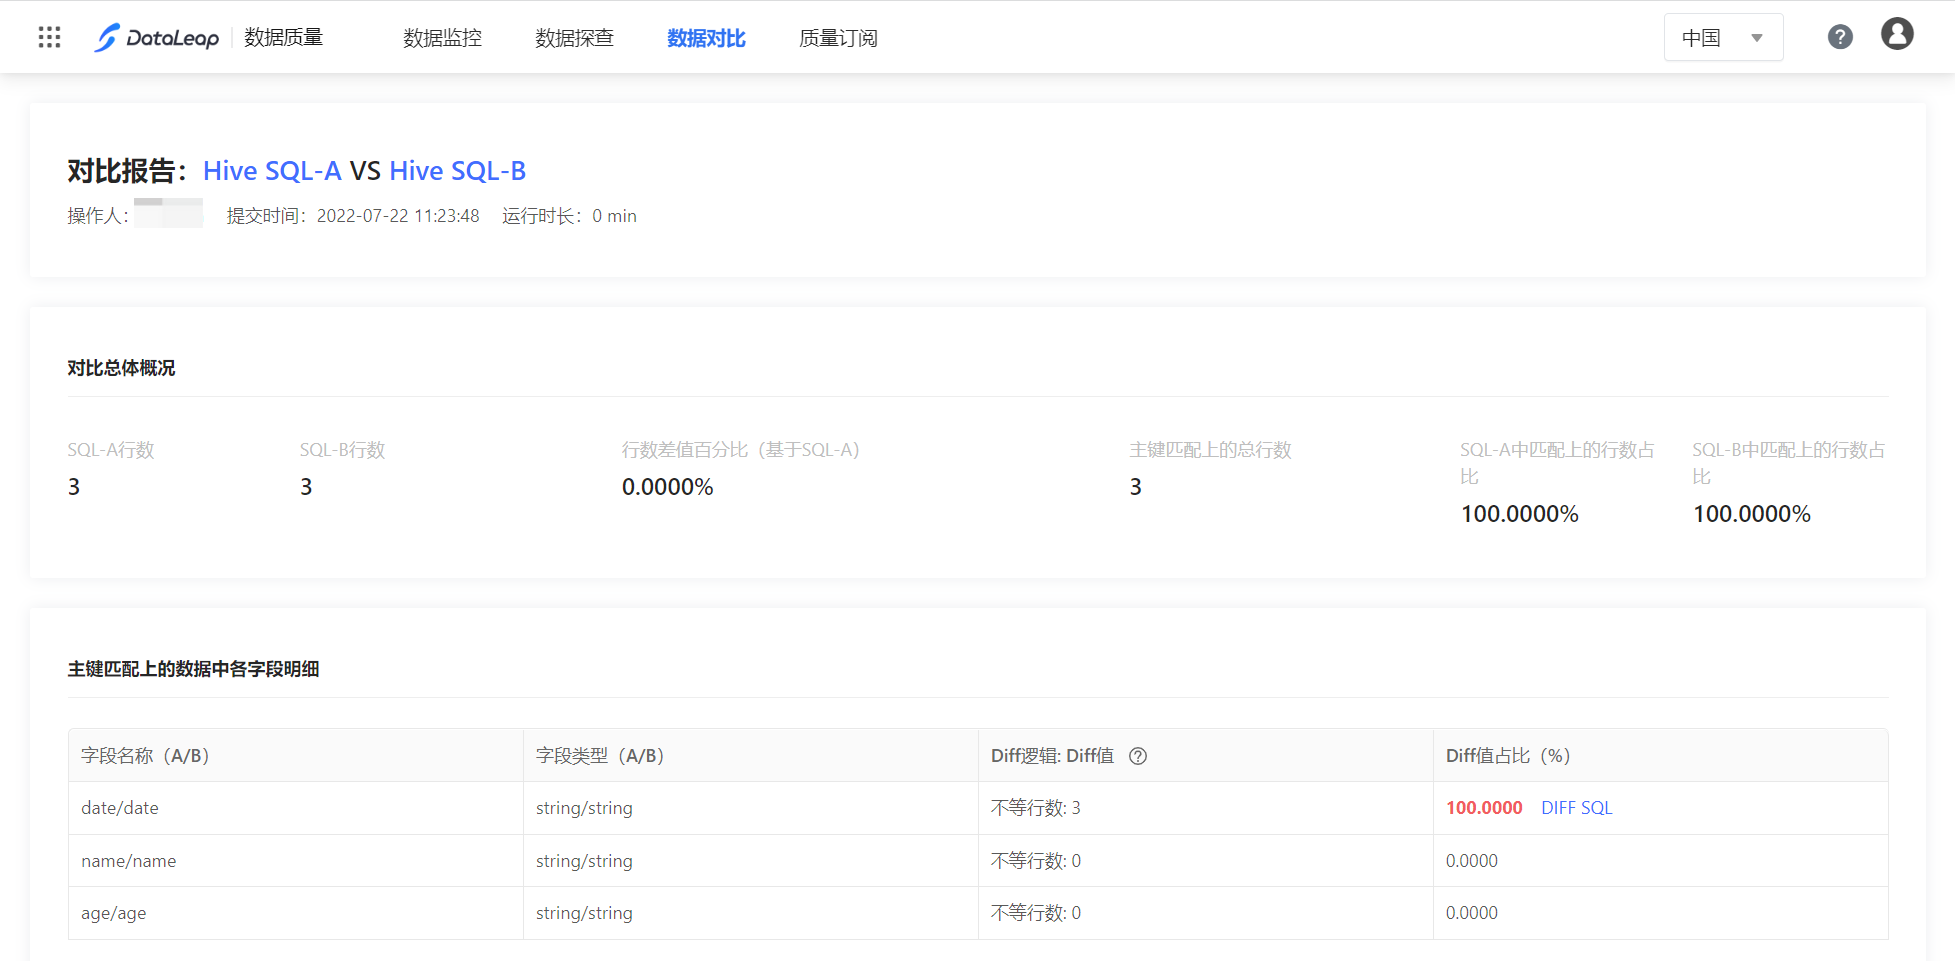 DataLeap 数据质量 数据监控 数据探查 数据对比 质量订阅 中国 ?
对比报告：Hive SQL-A VS Hive SQL-B
操作人： 提交时间：2022-07-22 11:23:48 运行时长：0 min
对比总体概况
SQL-A行数 SQL-B行数 行数差值百分比（基于SQL-A） 主键匹配上的总行数 SQL-A中匹配上的行数占比 SQL-B中匹配上的行数占比
3 3 0.0000% 3 100.0000% 100.0000%
主键匹配上的数据中各字段明细
字段名称（A/B） 字段类型（A/B） Diff逻辑: Diff值 ? Diff值占比（%）
date/date string/string 不等行数: 3 100.0000 DIFF SQL
name/name string/string 不等行数: 0 0.0000
age/age string/string 不等行数: 0 0.0000